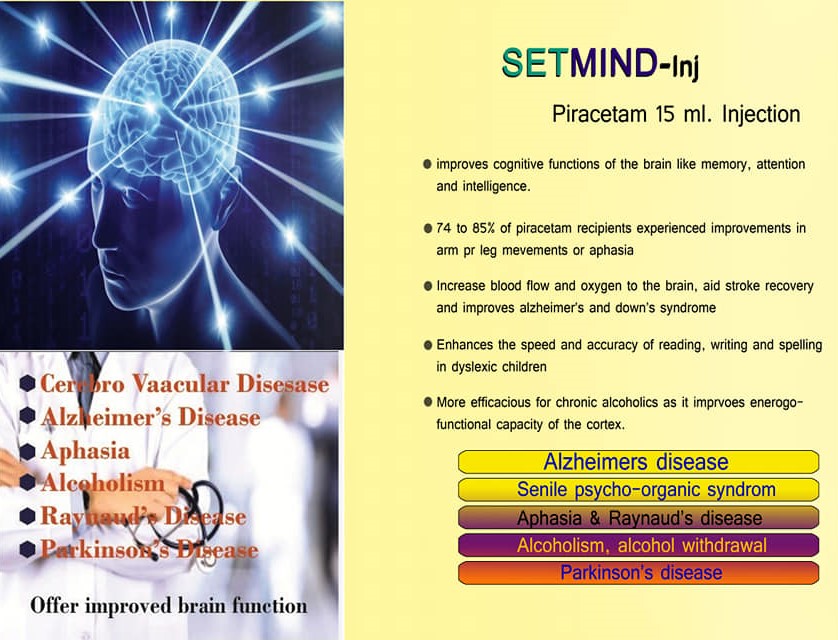 SETMIND-Inj
Piracetam 15 ml. Injection
improves cognitive functions of the brain like memory, attention
and intelligence.
74 to 85% of piracetam recipients experienced improvements in
arm pr leg mevements or aphasia
Increase blood flow and oxygen to the brain, aid stroke recovery
and improves alzheimer's and down's syndrome
Enhances the speed and accuracy of reading, writing and spelling
in dyslexic children
More efficacious for chronic alcoholics as it imprvoes enerogo-
functional capacity of the cortex.
Alzheimers disease
Senile psycho-organic syndrom
Aphasia & Raynaud's disease
Alcoholism, alcohol withdrawal
Parkinson's disease
Cerebro Vaacular Disesase
Alzheimer's Disease
Aphasia
Alcoholism
Raynaud's Disease
Parkinson's Disease
Offer improved brain function